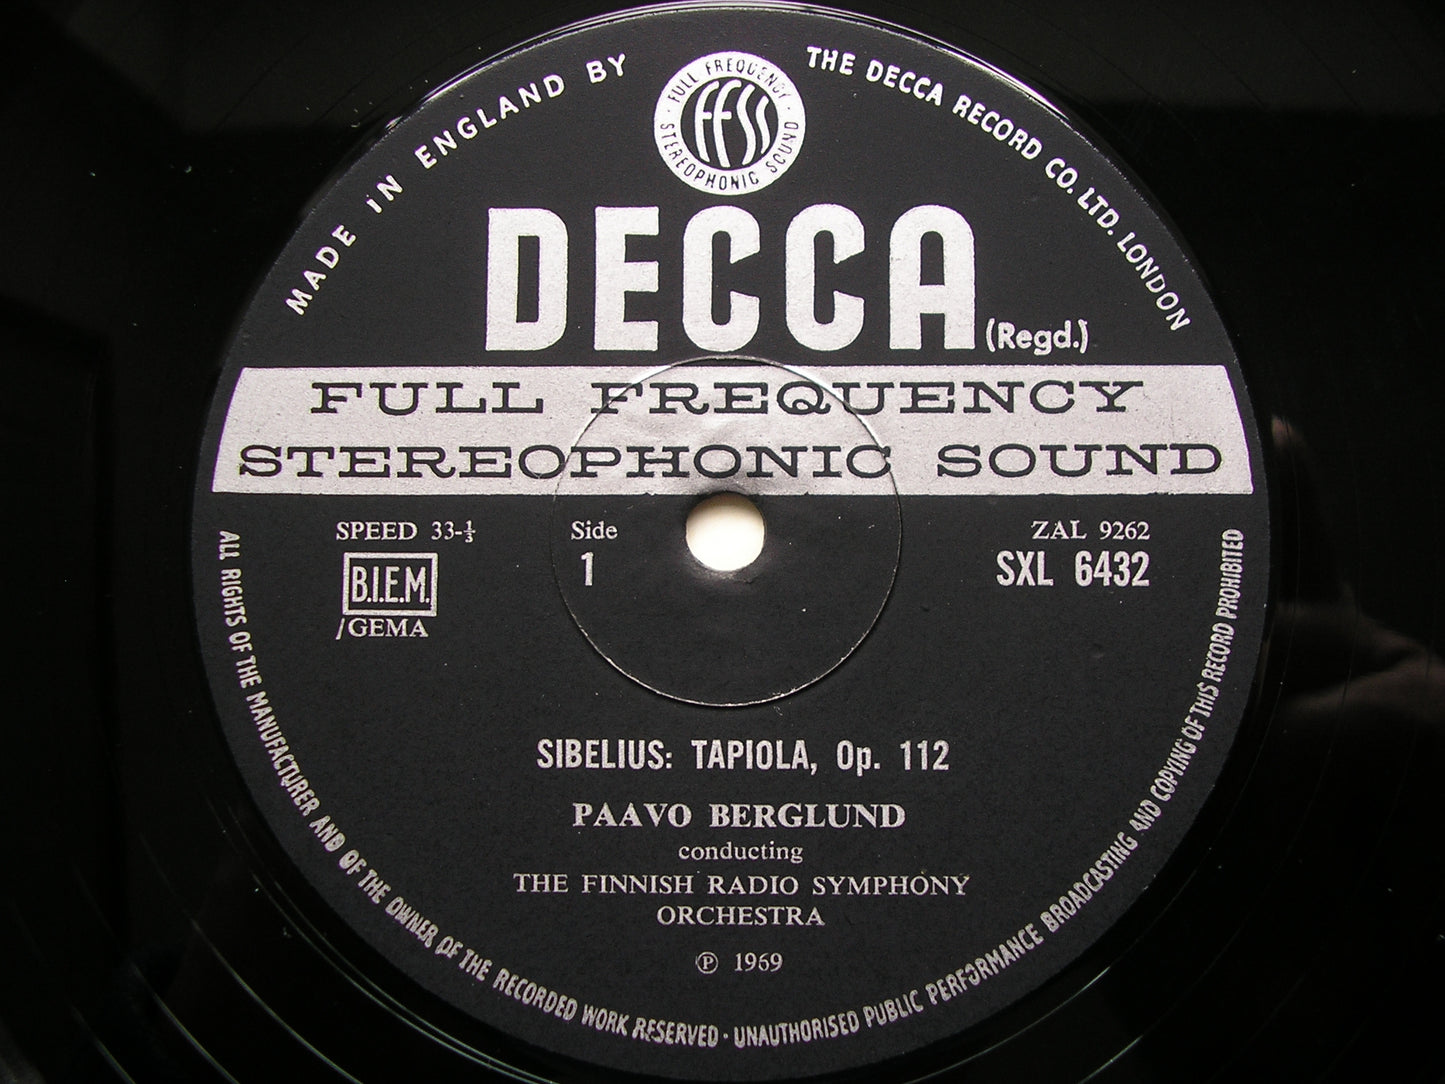 MADE IN ENGLAND BY
THE DECCA RECORD CO. LTD. LONDON
FULL FREQUENCY
FFSS
STEREOPHONIC SOUND
DECCA
(Regd.)
FULL FREQUENCY
STEREOPHONIC SOUND
SPEED 33-⅓
Side
ZAL 9262
B.I.E.M.
1
SXL 6432
/GEMA
SIBELIUS: TAPIOLA, Op. 112
PAAVO BERGLUND
conducting
THE FINNISH RADIO SYMPHONY
ORCHESTRA
℗ 1969
ALL RIGHTS OF THE MANUFACTURER AND OF THE OWNER OF THE RECORDED WORK RESERVED · UNAUTHORISED PUBLIC PERFORMANCE BROADCASTING AND COPYING OF THIS RECORD PROHIBITED